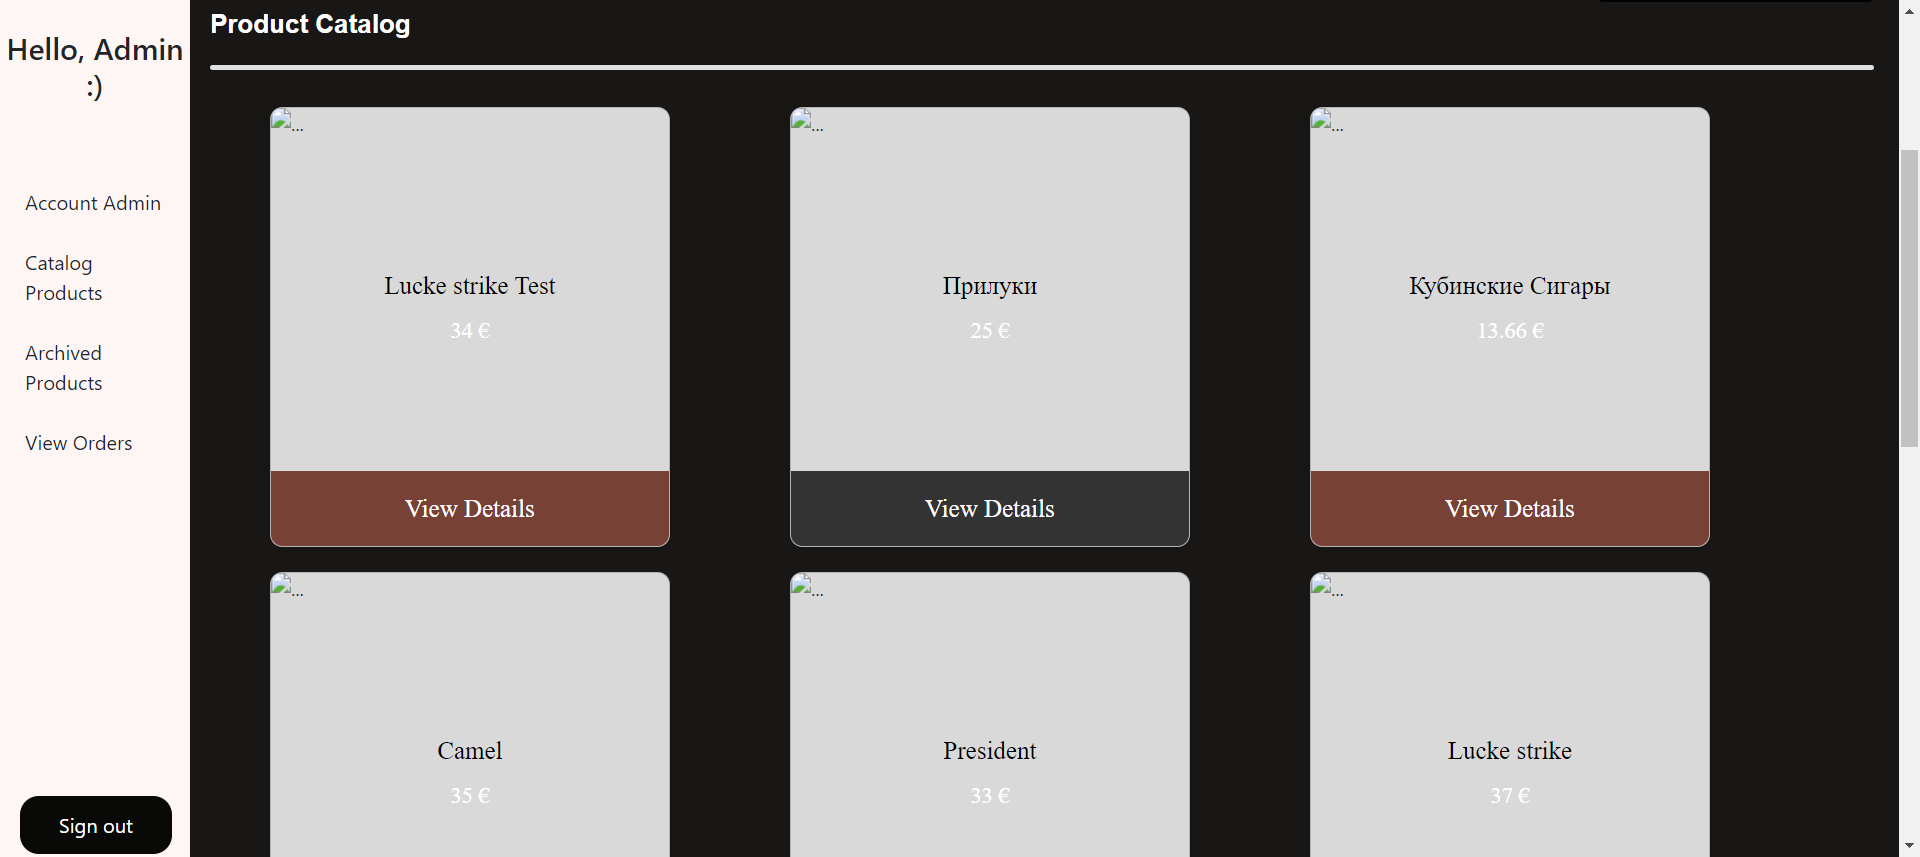 Hello, Admin
:)
Account Admin
Catalog
Products
Archived
Products
View Orders
Sign out
Product Catalog
...
...
...
Lucke strike Test
Прилуки
Кубинские Сигары
34 €
25 €
13.66 €
View Details
View Details
View Details
...
...
...
Camel
President
Lucke strike
35 €
33 €
37 €